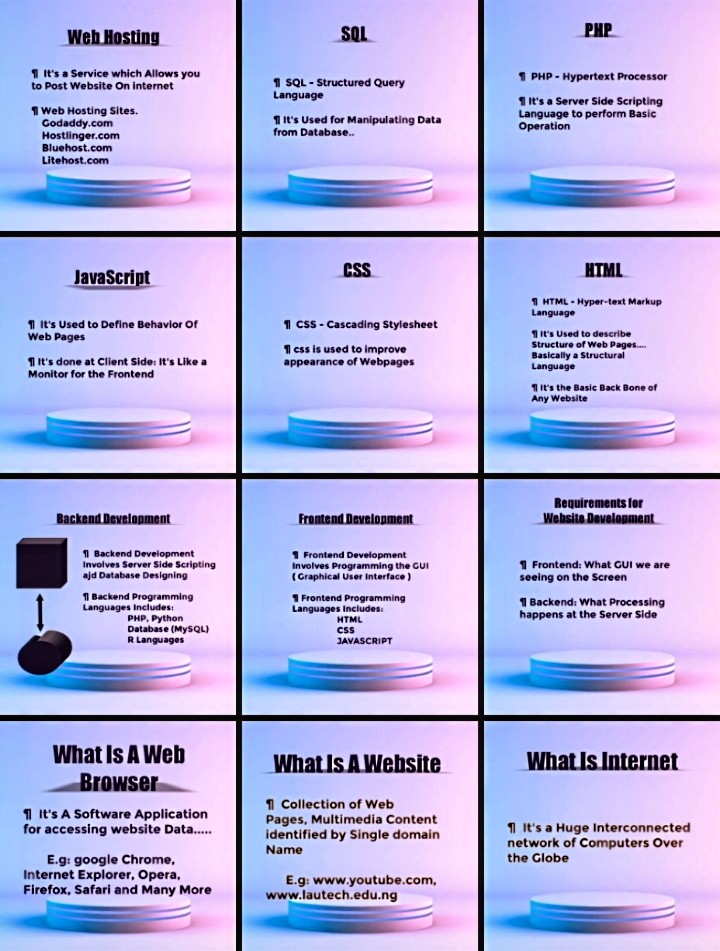 Web Hosting
¶ It's a Service which Allows you
to Post Website On internet
¶ Web Hosting Sites.
Godaddy.com
Hostlinger.com
Bluehost.com
Litehost.com
SQL
¶ SQL - Structured Query
Language
¶ It's Used for Manipulating Data
from Database..
PHP
¶ PHP - Hypertext Processor
¶ It's a Server Side Scripting
Language to perform Basic
Operation
JavaScript
¶ It's Used to Define Behavior Of
Web Pages
¶ It's done at Client Side: It's Like a
Monitor for the Frontend
CSS
¶ CSS - Cascading Stylesheet
¶ css is used to improve
appearance of Webpages
HTML
¶ HTML - Hyper-text Markup
Language
¶ It's Used to describe
Structure of Web Pages....
Basically a Structural
Language
¶ It's the Basic Back Bone of
Any Website
Backend Development
¶ Backend Development
Involves Server Side Scripting
ajd Database Designing
¶ Backend Programming
Languages Includes:
PHP, Python
Database (MySQL)
R Languages
Frontend Development
¶ Frontend Development
Involves Programming the GUI
( Graphical User Interface )
¶ Frontend Programming
Languages Includes:
HTML
CSS
JAVASCRIPT
Requirements for
Website Development
¶ Frontend: What GUI we are
seeing on the Screen
¶ Backend: What Processing
happens at the Server Side
What Is A Web
Browser
¶ It's A Software Application
for accessing website Data.....
E.g: google Chrome,
Internet Explorer, Opera,
Firefox, Safari and Many More
What Is A Website
¶ Collection of Web
Pages, Multimedia Content
identified by Single domain
Name
E.g: www.youtube.com,
www.lautech.edu.ng
What Is Internet
¶ It's a Huge Interconnected
network of Computers Over
the Globe